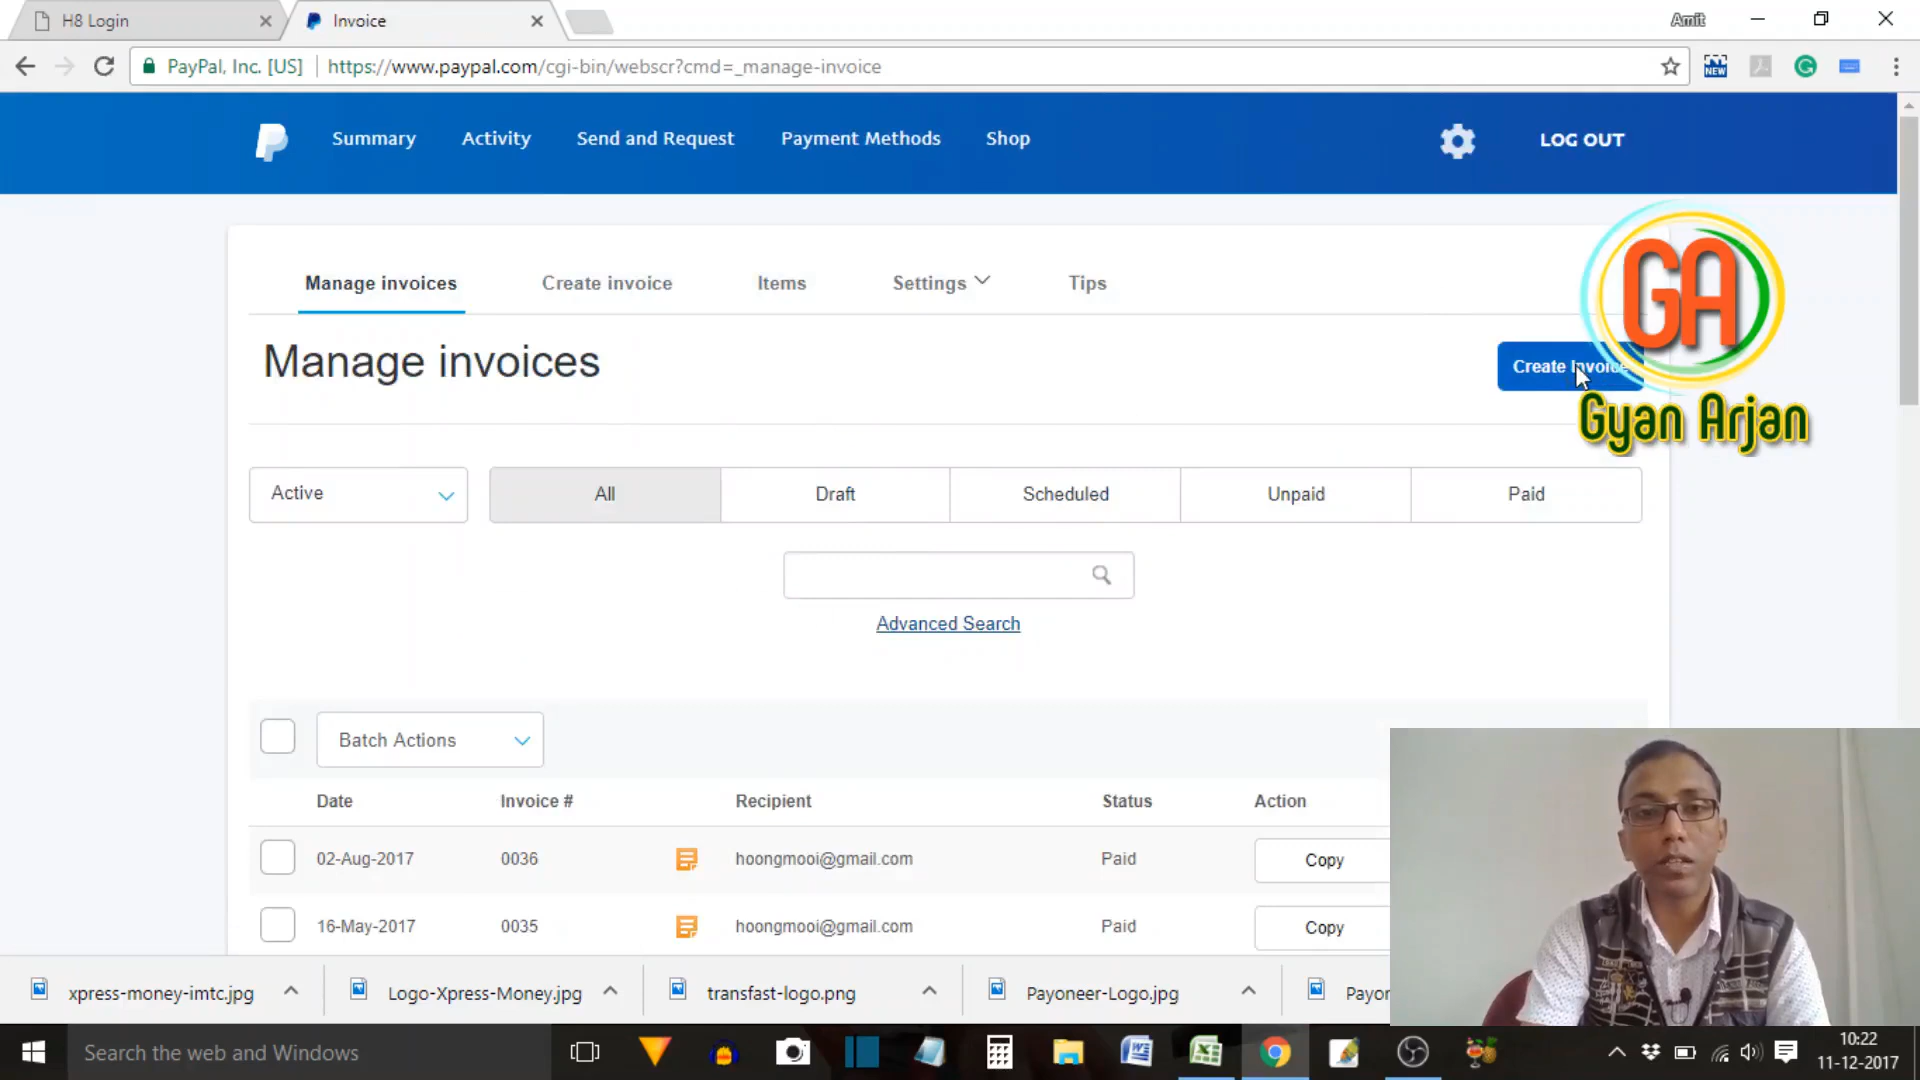 H8 Login
Invoice
Amit
PayPal, Inc. [US]
https://www.paypal.com/cgi-bin/webscr?cmd=_manage-invoice
NEW
Summary
Activity
Send and Request
Payment Methods
Shop
LOG OUT
Manage invoices
Create invoice
Items
Settings
Tips
GA
Gyan Arjan
Manage invoices
Create Invoice
Active
All
Draft
Scheduled
Unpaid
Paid
Advanced Search
Batch Actions
Date
Invoice #
Recipient
Status
Action
02-Aug-2017
0036
hoongmooi@gmail.com
Paid
Copy
16-May-2017
0035
hoongmooi@gmail.com
Paid
Copy
xpress-money-imtc.jpg
Logo-Xpress-Money.jpg
transfast-logo.png
Payoneer-Logo.jpg
Search the web and Windows
10:22
11-12-2017